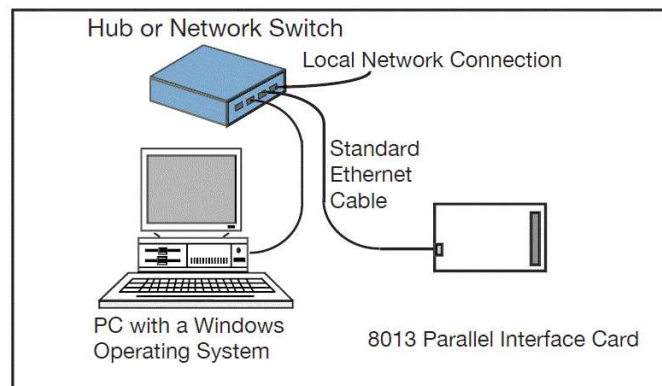 Hub or Network Switch
Local Network Connection
Standard
Ethernet
Cable
PC with a Windows
Operating System
8013 Parallel Interface Card